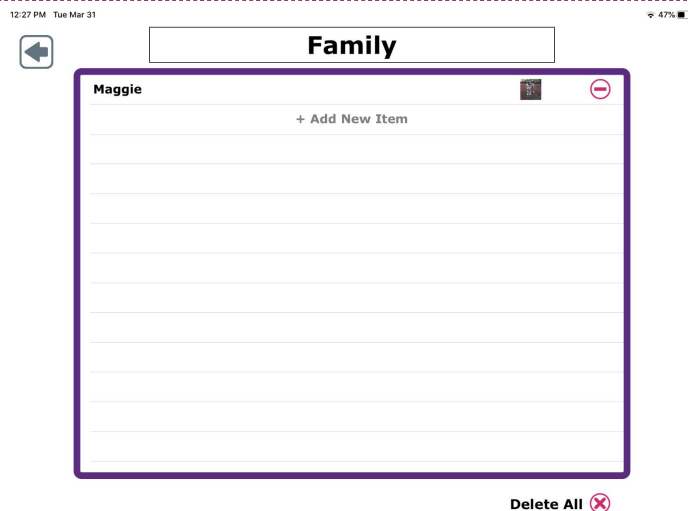 12:27 PM Tue Mar 31
47%
Family
Maggie
+ Add New Item
Delete All